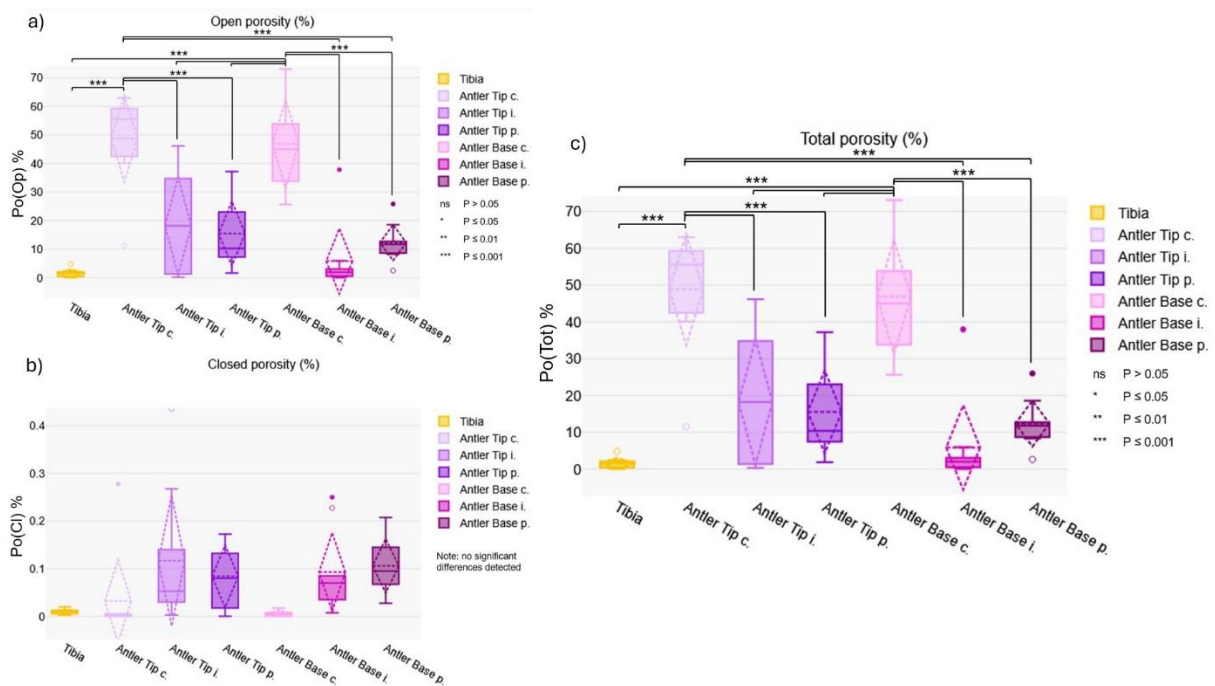 a)
Open porosity (%)
***
***
***
***
***
Po(Op) %
70
60
50
40
30
20
10
0
Tibia
Antler Tip c.
Antler Tip i.
Antler Tip p.
Antler Base c.
Antler Base i.
Antler Base p.
Tibia
Antler Tip c.
Antler Tip i.
Antler Tip p.
Antler Base c.
Antler Base i.
Antler Base p.
ns P > 0.05
* P ≤ 0.05
** P ≤ 0.01
*** P ≤ 0.001
b)
Closed porosity (%)
Po(Cl) %
0.4
0.3
0.2
0.1
0
Tibia
Antler Tip c.
Antler Tip i.
Antler Tip p.
Antler Base c.
Antler Base i.
Antler Base p.
Tibia
Antler Tip c.
Antler Tip i.
Antler Tip p.
Antler Base c.
Antler Base i.
Antler Base p.
Note: no significant
differences detected
c)
Total porosity (%)
***
***
***
***
***
Po(Tot) %
70
60
50
40
30
20
10
0
Tibia
Antler Tip c.
Antler Tip i.
Antler Tip p.
Antler Base c.
Antler Base i.
Antler Base p.
Tibia
Antler Tip c.
Antler Tip i.
Antler Tip p.
Antler Base c.
Antler Base i.
Antler Base p.
ns P > 0.05
* P ≤ 0.05
** P ≤ 0.01
*** P ≤ 0.001